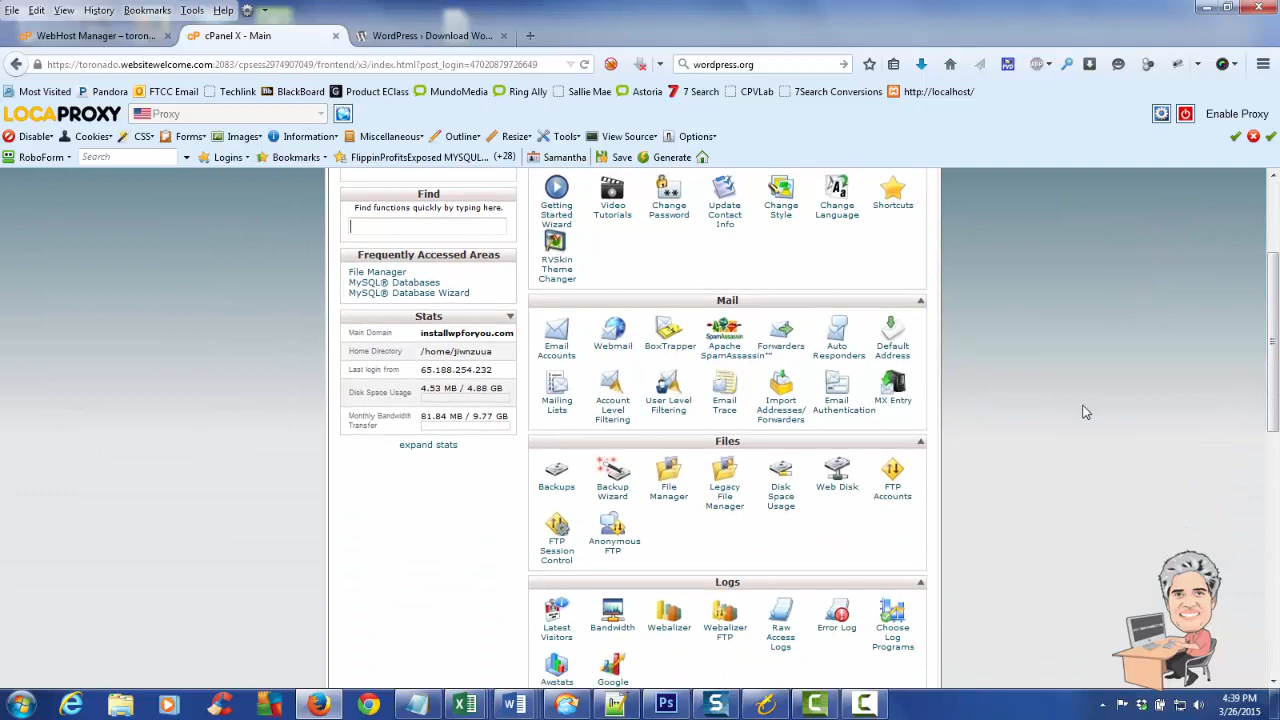 File Edit View History Bookmarks Tools Help
WebHost Manager – toron... × cPanel X - Main × WordPress › Download Wo... × +
https://toronado.websitewelcome.com:2083/cpsess2974907049/frontend/x3/index.html?post_login=47020879726649 wordpress.org
Most Visited Pandora FTCC Email Techlink BlackBoard Product EClass MundoMedia Ring Ally Sallie Mae Astoria 7 Search CPVLab 7Search Conversions http://localhost/
LOCAPROXY Proxy Enable Proxy
Disable Cookies CSS Forms Images Information Miscellaneous Outline Resize Tools View Source Options
RoboForm Search Logins Bookmarks FlippinProfitsExposed MYSQL... (+28) Samantha Save Generate
Find
Find functions quickly by typing here.
Frequently Accessed Areas
File Manager
MySQL® Databases
MySQL® Database Wizard
Stats
Main Domain installwpforyou.com
Home Directory /home/jiwnzuua
Last login from 65.188.254.232
Disk Space Usage 4.53 MB / 4.88 GB
Monthly Bandwidth
Transfer
81.84 MB / 9.77 GB
expand stats
Getting
Started
Wizard
Video
Tutorials
Change
Password
Update
Contact
Info
Change
Style
Change
Language
Shortcuts
RVSkin
Theme
Changer
Mail
Email
Accounts
Webmail
BoxTrapper
SpamAssassin
Apache
SpamAssassin™
Forwarders
Auto
Responders
Default
Address
Mailing
Lists
Account
Level
Filtering
User Level
Filtering
Email
Trace
Import
Addresses/
Forwarders
Email
Authentication
MX Entry
Files
Backups
Backup
Wizard
File
Manager
Legacy
File
Manager
Disk
Space
Usage
Web Disk
FTP
Accounts
FTP
Session
Control
Anonymous
FTP
Logs
Latest
Visitors
Bandwidth
Webalizer
Webalizer
FTP
Raw
Access
Logs
Error Log
Choose
Log
Programs
Awstats
Google
4:39 PM
3/26/2015